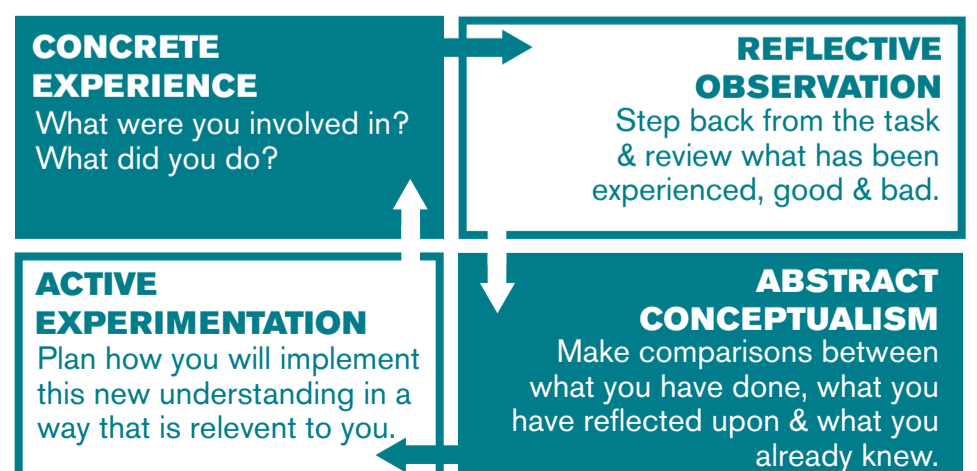 CONCRETE
EXPERIENCE
What were you involved in?
What did you do?
REFLECTIVE
OBSERVATION
Step back from the task
& review what has been
experienced, good & bad.
ACTIVE
EXPERIMENTATION
Plan how you will implement
this new understanding in a
way that is relevent to you.
ABSTRACT
CONCEPTUALISM
Make comparisons between
what you have done, what you
have reflected upon & what you
already knew.